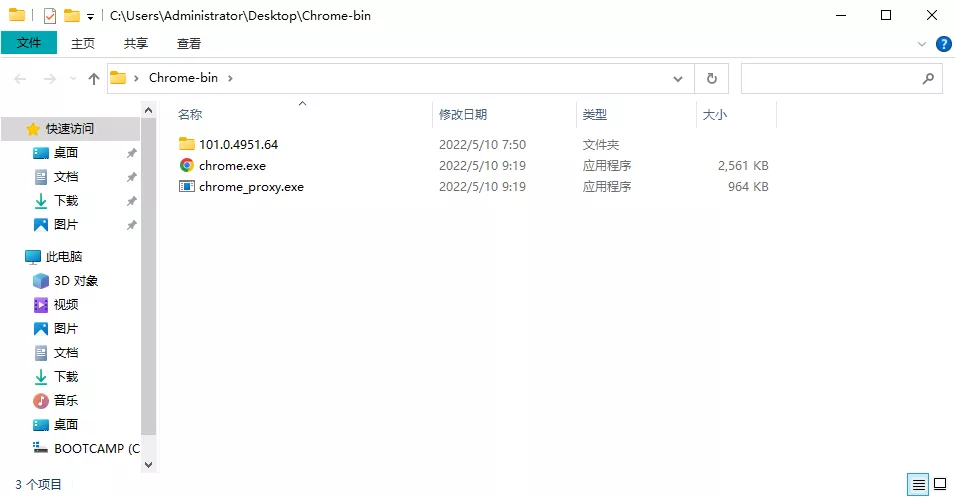 C:\Users\Administrator\Desktop\Chrome-bin
文件 主页 共享 查看
Chrome-bin
名称 修改日期 类型 大小
快速访问
桌面
文档
下载
图片
此电脑
3D 对象
视频
图片
文档
下载
音乐
桌面
BOOTCAMP (C
101.0.4951.64 2022/5/10 7:50 文件夹
chrome.exe 2022/5/10 9:19 应用程序 2,561 KB
chrome_proxy.exe 2022/5/10 9:19 应用程序 964 KB
3 个项目